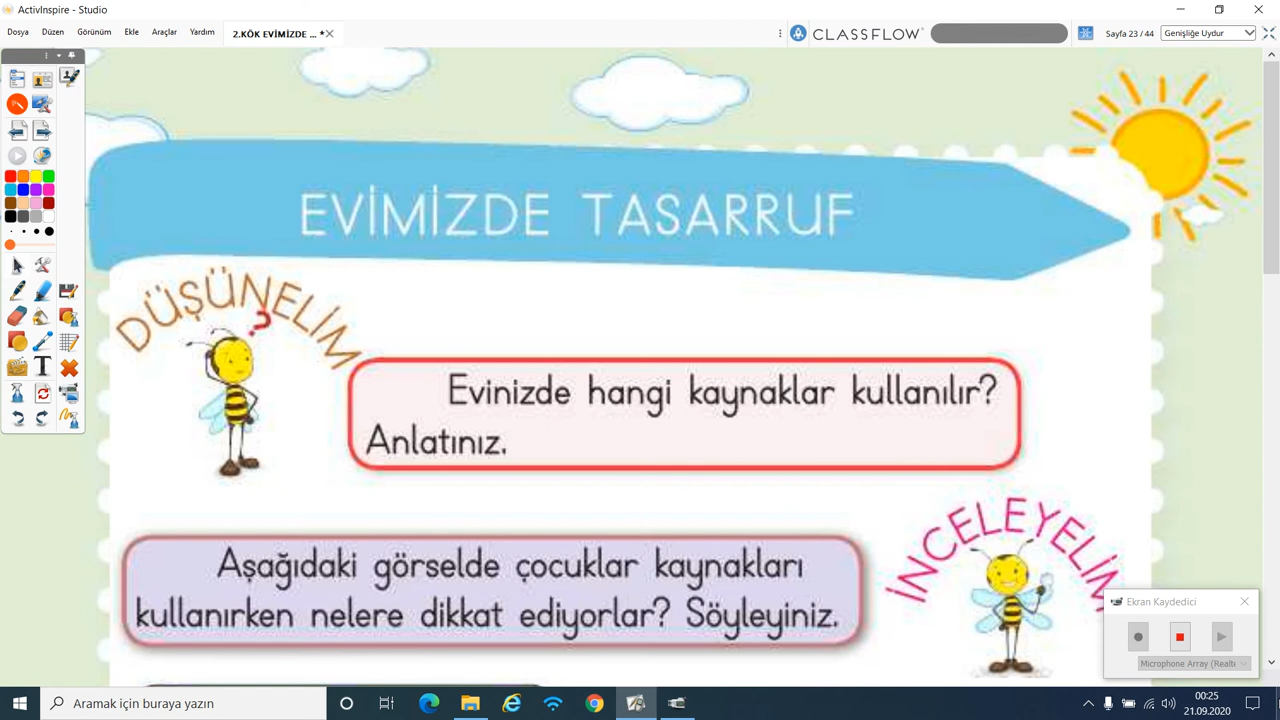 ActivInspire - Studio
Dosya Düzen Görünüm Ekle Araçlar Yardım 2.KÖK EVİMİZDE ... * CLASSFLOW Sayfa 23 / 44 Genişliğe Uydur
EVİMİZDE TASARRUF
DÜŞÜNELİM
?
Evinizde hangi kaynaklar kullanılır?
Anlatınız.
İNCELEYELİM
Aşağıdaki görselde çocuklar kaynakları
kullanırken nelere dikkat ediyorlar? Söyleyiniz.
Ekran Kaydedici
Microphone Array (Realt
Aramak için buraya yazın
00:25
21.09.2020